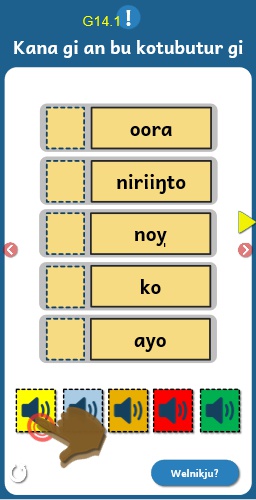 G14.1 !
Kana gi an bu kotubutur gi
oora
niriiŋto
noy̩
ko
ayo
Welnikju?